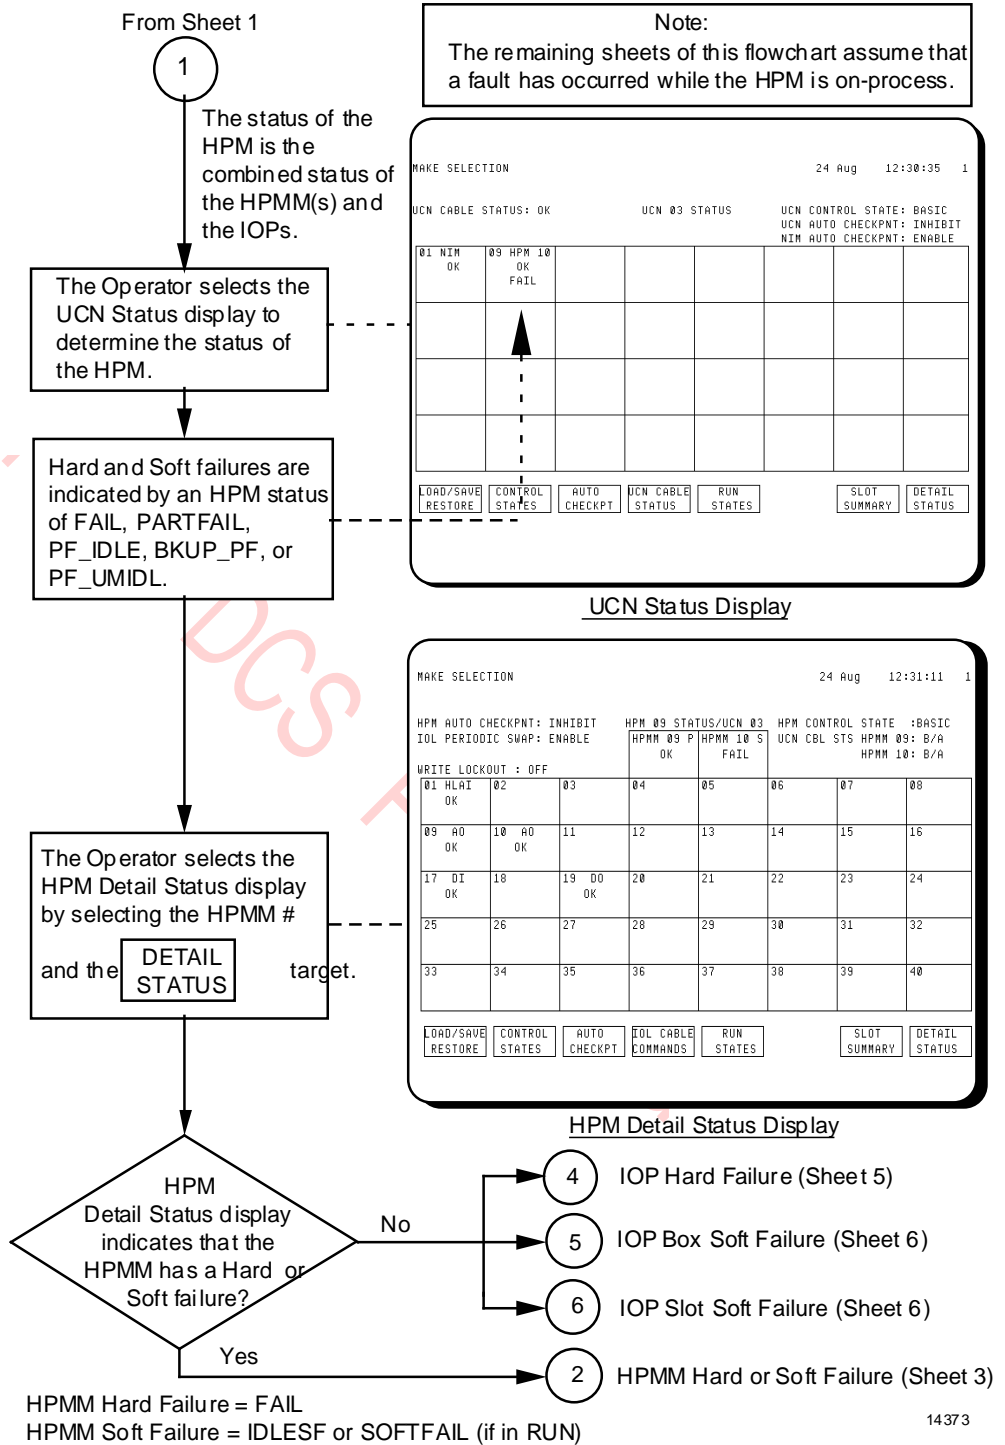 From Sheet 1
1
Note:
The remaining sheets of this flowchart assume that
a fault has occurred while the HPM is on-process.
The status of the
HPM is the
combined status of
the HPMM(s) and
the IOPs.
The Operator selects the
UCN Status display to
determine the status of
the HPM.
MAKE SELECTION 24 Aug 12:30:35 1
UCN CABLE STATUS: OK UCN 03 STATUS UCN CONTROL STATE: BASIC
UCN AUTO CHECKPNT: INHIBIT
NIM AUTO CHECKPNT: ENABLE
01 NIM 09 HPM 10
OK OK
FAIL
LOAD/SAVE CONTROL AUTO UCN CABLE RUN SLOT DETAIL
RESTORE STATES CHECKPT STATUS STATES SUMMARY STATUS
UCN Status Display
Hard and Soft failures are
indicated by an HPM status
of FAIL, PARTFAIL,
PF_IDLE, BKUP_PF, or
PF_UMIDL.
DCS
MAKE SELECTION 24 Aug 12:31:11 1
HPM AUTO CHECKPNT: INHIBIT HPM 09 STATUS/UCN 03 HPM CONTROL STATE :BASIC
IOL PERIODIC SWAP: ENABLE HPMM 09 P HPMM 10 S UCN CBL STS HPMM 09: B/A
OK FAIL HPMM 10: B/A
WRITE LOCKOUT : OFF
01 HLAI 02 03 04 05 06 07 08
OK
09 AO 10 AO 11 12 13 14 15 16
OK OK
17 DI 18 19 DO 20 21 22 23 24
OK OK
25 26 27 28 29 30 31 32
33 34 35 36 37 38 39 40
LOAD/SAVE CONTROL AUTO IOL CABLE RUN SLOT DETAIL
RESTORE STATES CHECKPT COMMANDS STATES SUMMARY STATUS
HPM Detail Status Display
The Operator selects the
HPM Detail Status display
by selecting the HPMM #
and the DETAIL STATUS target.
HPM
Detail Status display
indicates that the
HPMM has a Hard or
Soft failure?
No
4 IOP Hard Failure (Sheet 5)
5 IOP Box Soft Failure (Sheet 6)
6 IOP Slot Soft Failure (Sheet 6)
Yes
2 HPMM Hard or Soft Failure (Sheet 3)
HPMM Hard Failure = FAIL
HPMM Soft Failure = IDLESF or SOFTFAIL (if in RUN)
14373